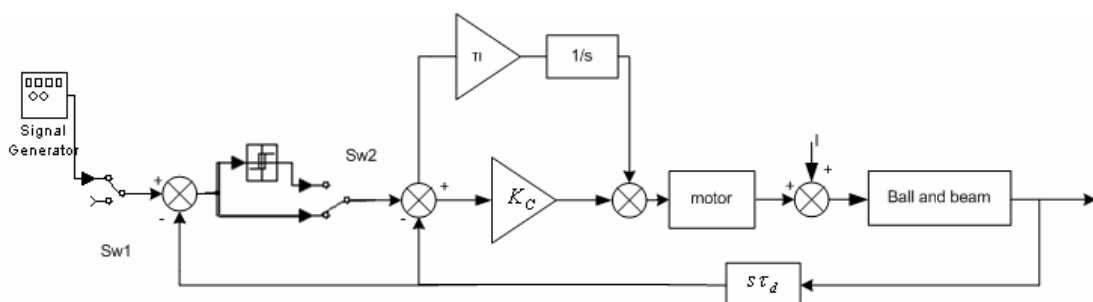 TI
1/s
Signal
Generator
Sw2
+
-
+
-
K_C
motor
+
I
+
Ball and beam
Sw1
sτ_d